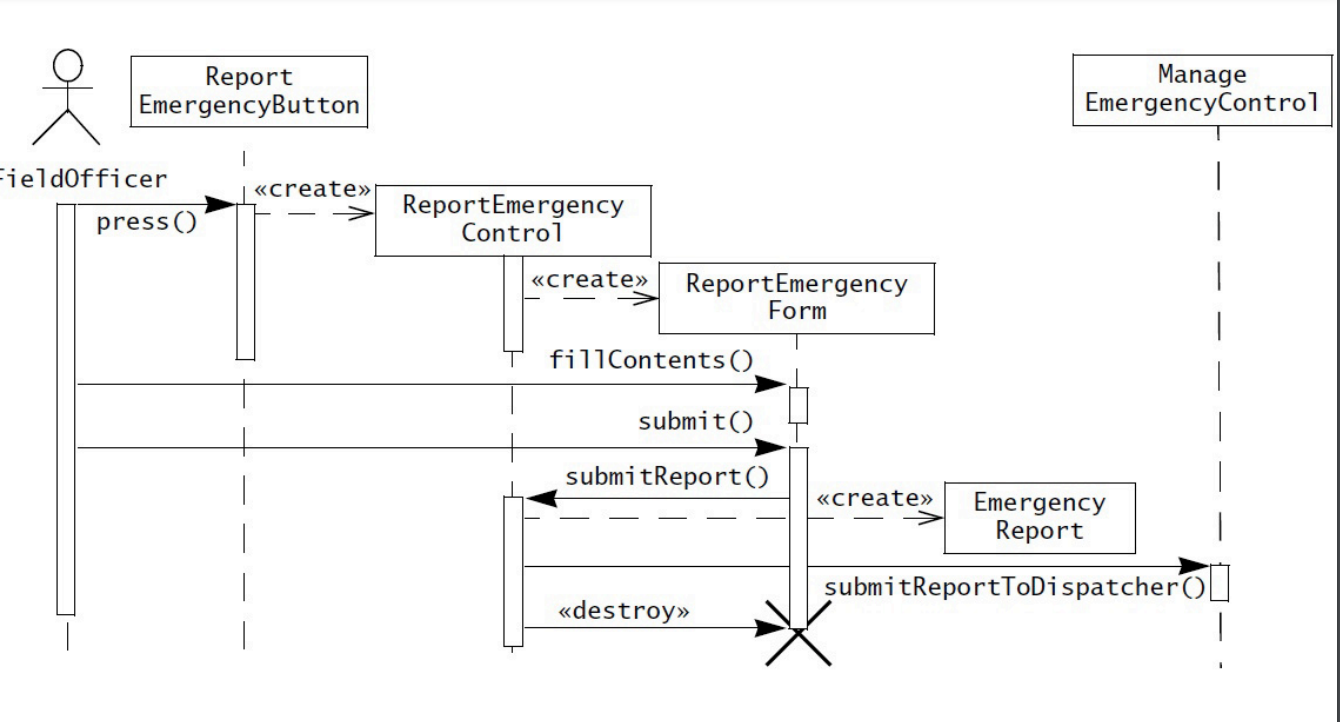 Report
EmergencyButton
Manage
EmergencyControl
FieldOfficer
«create»
press()
ReportEmergency
Control
«create»
ReportEmergency
Form
fillContents()
submit()
submitReport()
«create»
Emergency
Report
submitReportToDispatcher()
«destroy»